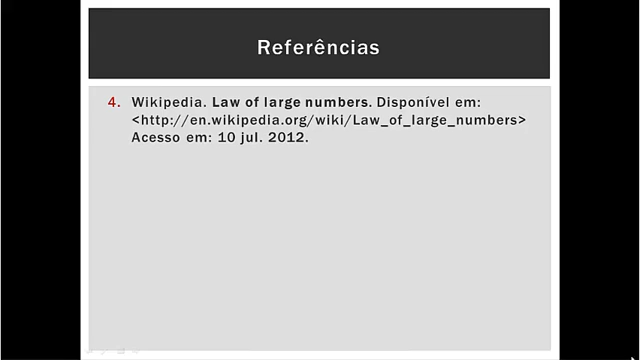 Referências
4. Wikipedia. Law of large numbers. Disponível em:
<http://en.wikipedia.org/wiki/Law_of_large_numbers>
Acesso em: 10 jul. 2012.